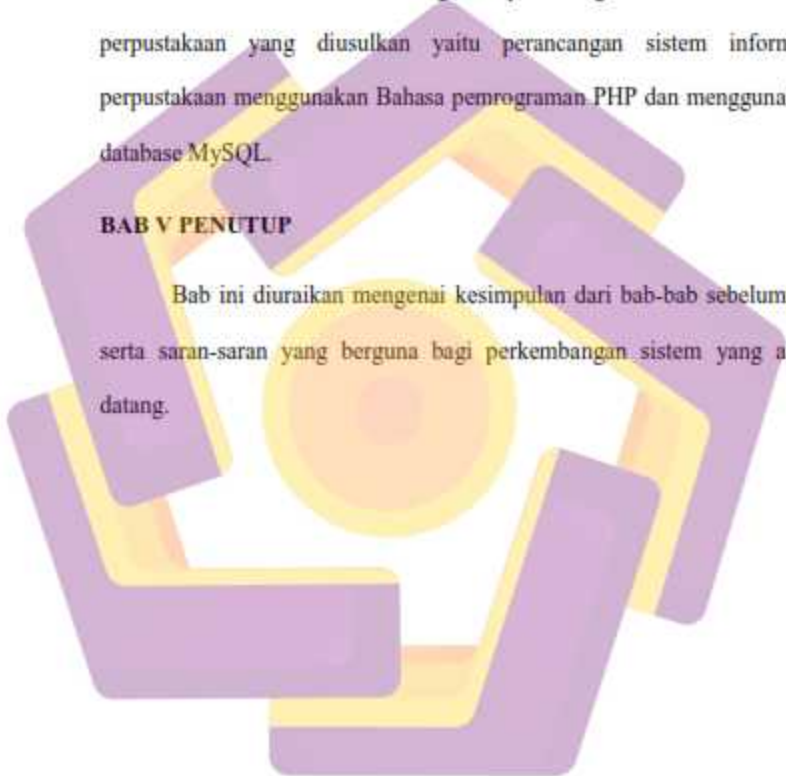 perpustakaan yang diusulkan yaitu perancangan sistem inforn
perpustakaan menggunakan Bahasa pemrograman PHP dan mengguna
database MySQL.
BAB V PENUTUP
Bab ini diuraikan mengenai kesimpulan dari bab-bab sebelum
serta saran-saran yang berguna bagi perkembangan sistem yang a
datang.